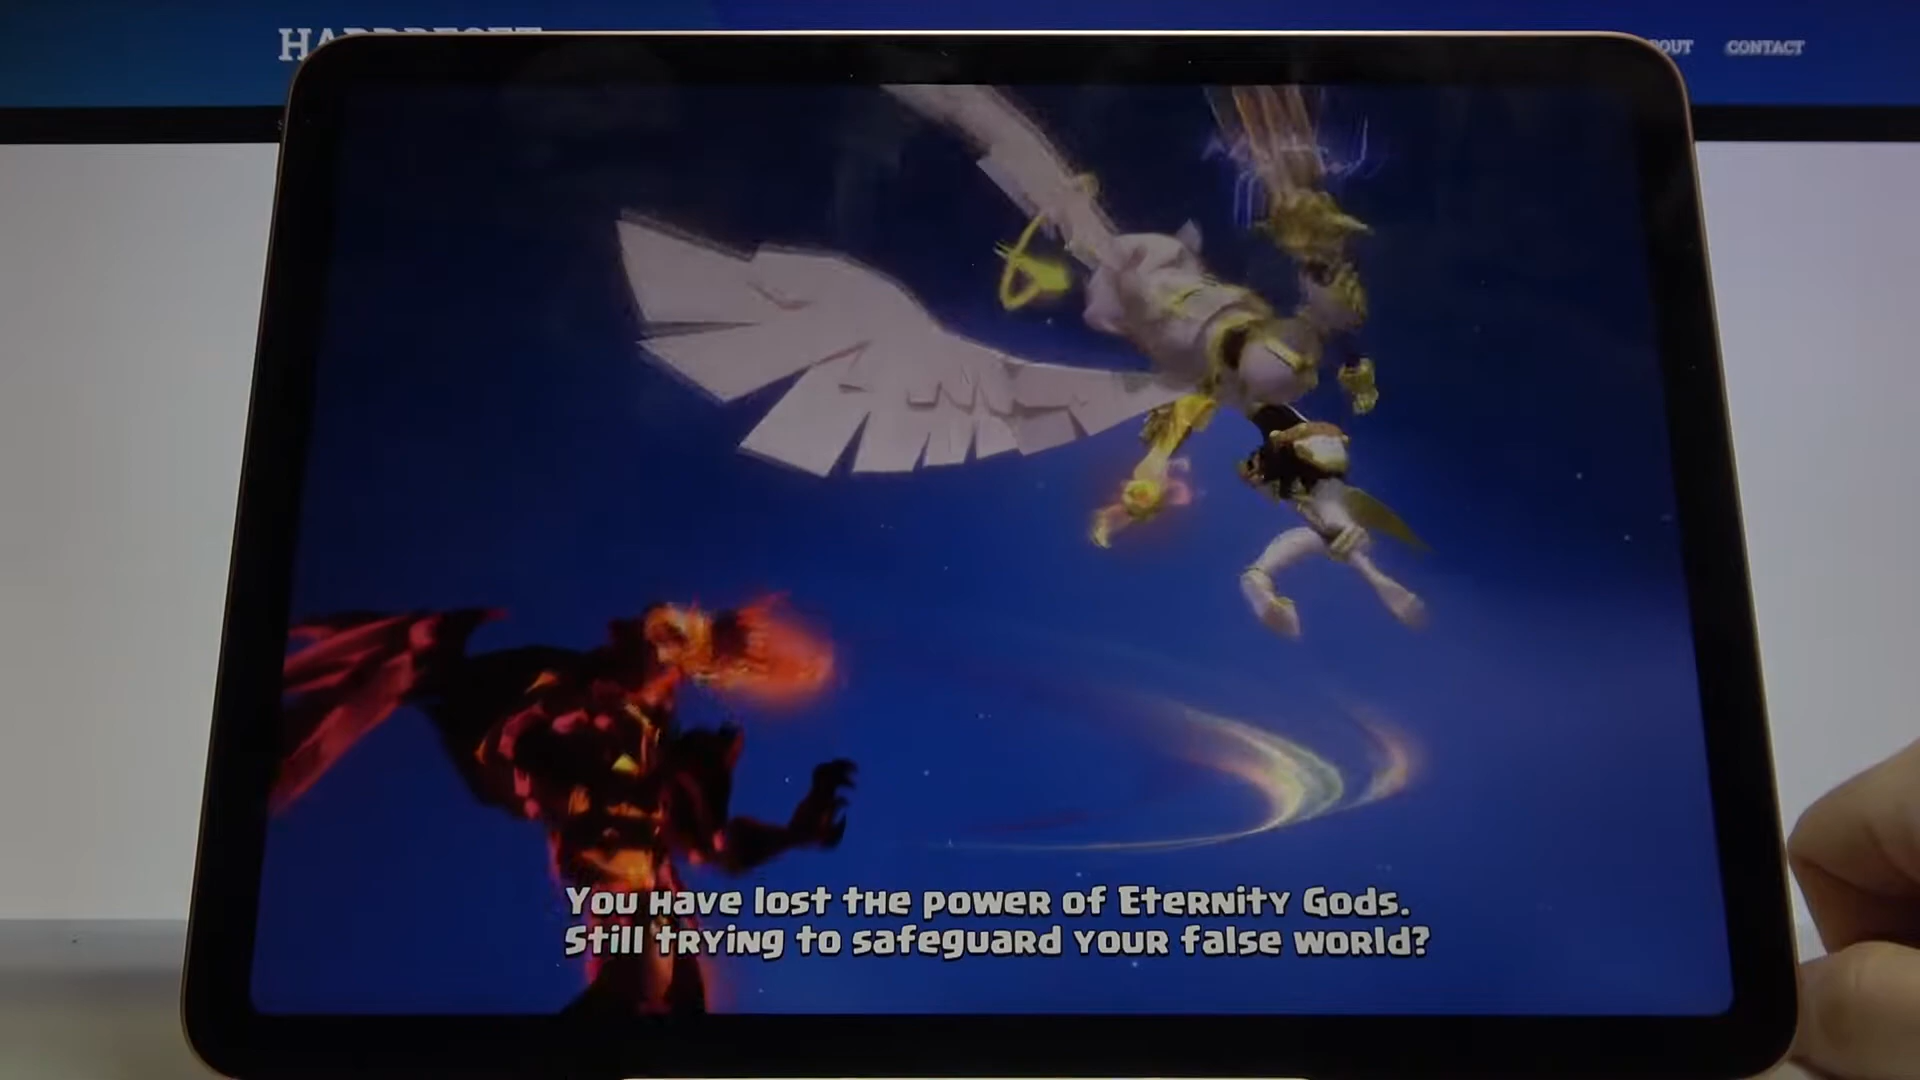 CONTACT
You have lost the power of Eternity Gods.
Still trying to safeguard your false world?